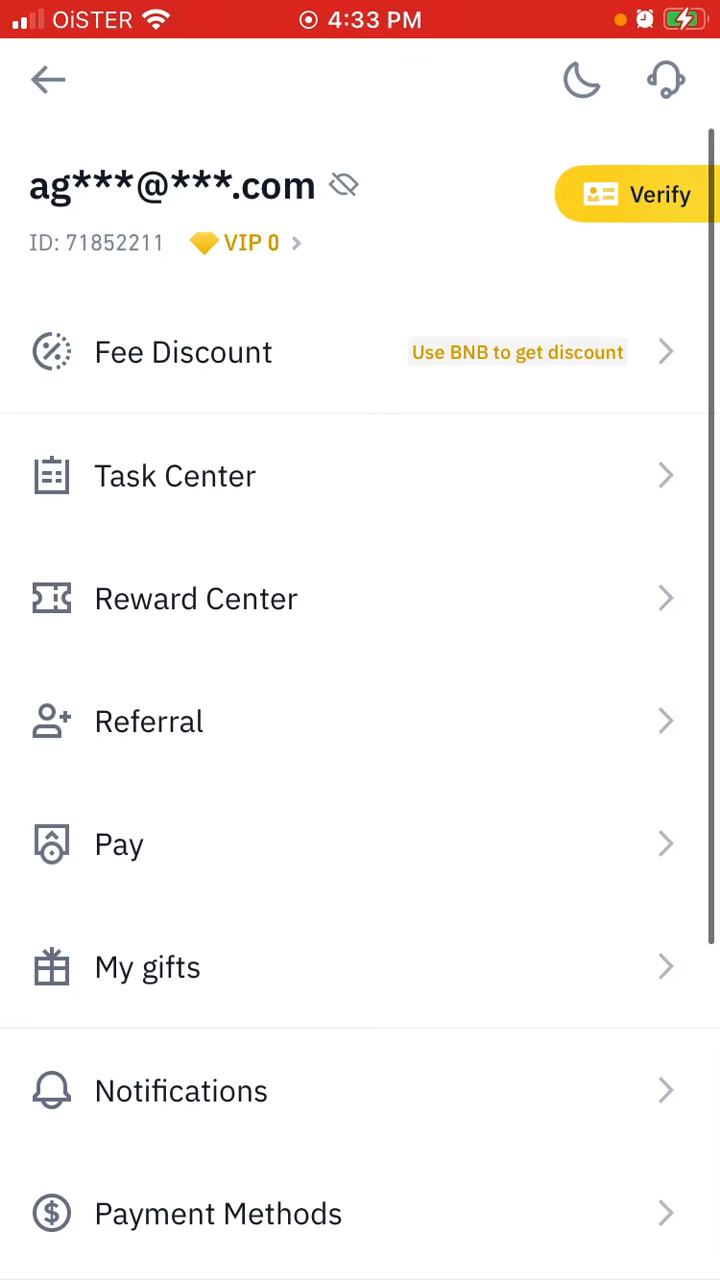 OiSTER 4:33 PM
ag***@***.com
Verify
ID: 71852211 VIP 0
Fee Discount Use BNB to get discount
Task Center
Reward Center
Referral
Pay
My gifts
Notifications
Payment Methods